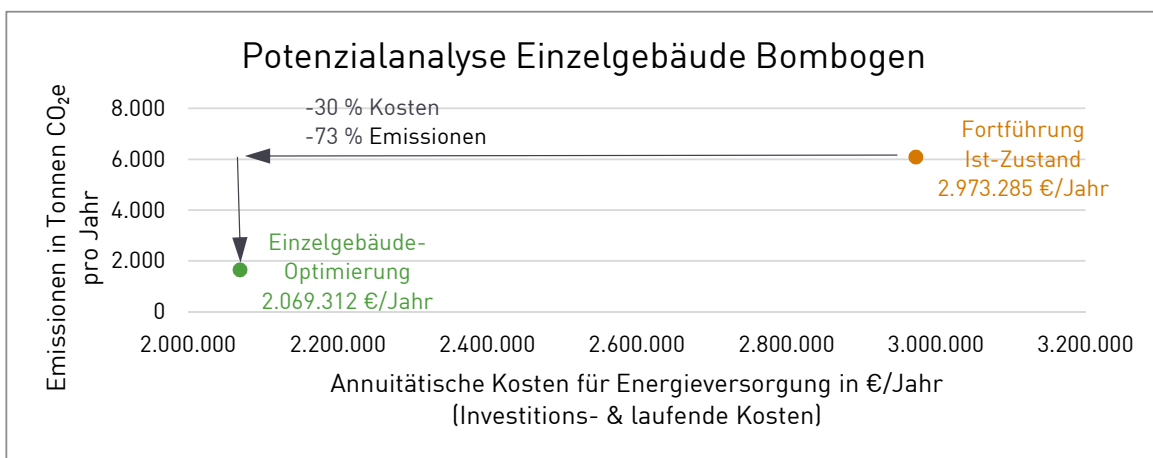 Potenzialanalyse Einzelgebäude Bombogen
Emissionen in Tonnen CO₂e
pro Jahr
8.000
6.000
4.000
2.000
0
-30 % Kosten
-73 % Emissionen
Fortführung
Ist-Zustand
2.973.285 €/Jahr
Einzelgebäude-
Optimierung
2.069.312 €/Jahr
2.000.000 2.200.000 2.400.000 2.600.000 2.800.000 3.000.000 3.200.000
Annuitätische Kosten für Energieversorgung in €/Jahr
(Investitions- & laufende Kosten)